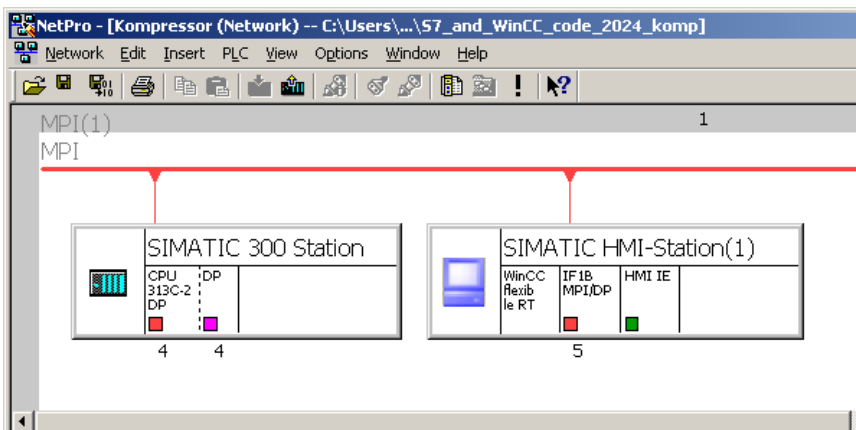 NetPro - [Kompressor (Network) -- C:\Users\...\S7_and_WinCC_code_2024_komp]
Network Edit Insert PLC View Options Window Help
MPI(1)
1
MPI
SIMATIC 300 Station
CPU
313C-2
DP
DP
4
4
SIMATIC HMI-Station(1)
WinCC
flexib
le RT
IF1B
MPI/DP
HMI IE
5